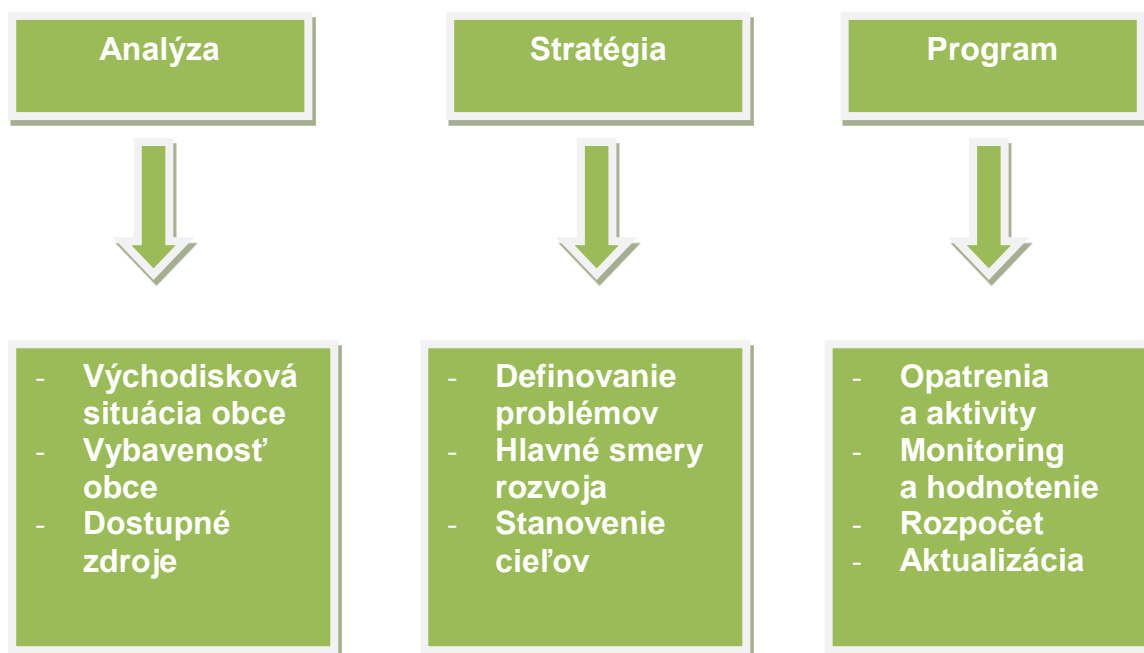 Analýza
Stratégia
Program
- Východisková
situácia obce
- Vybavenosť
obce
- Dostupné
zdroje
- Definovanie
problémov
- Hlavné smery
rozvoja
- Stanovenie
cieľov
- Opatrenia
a aktivity
- Monitoring
a hodnotenie
- Rozpočet
- Aktualizácia